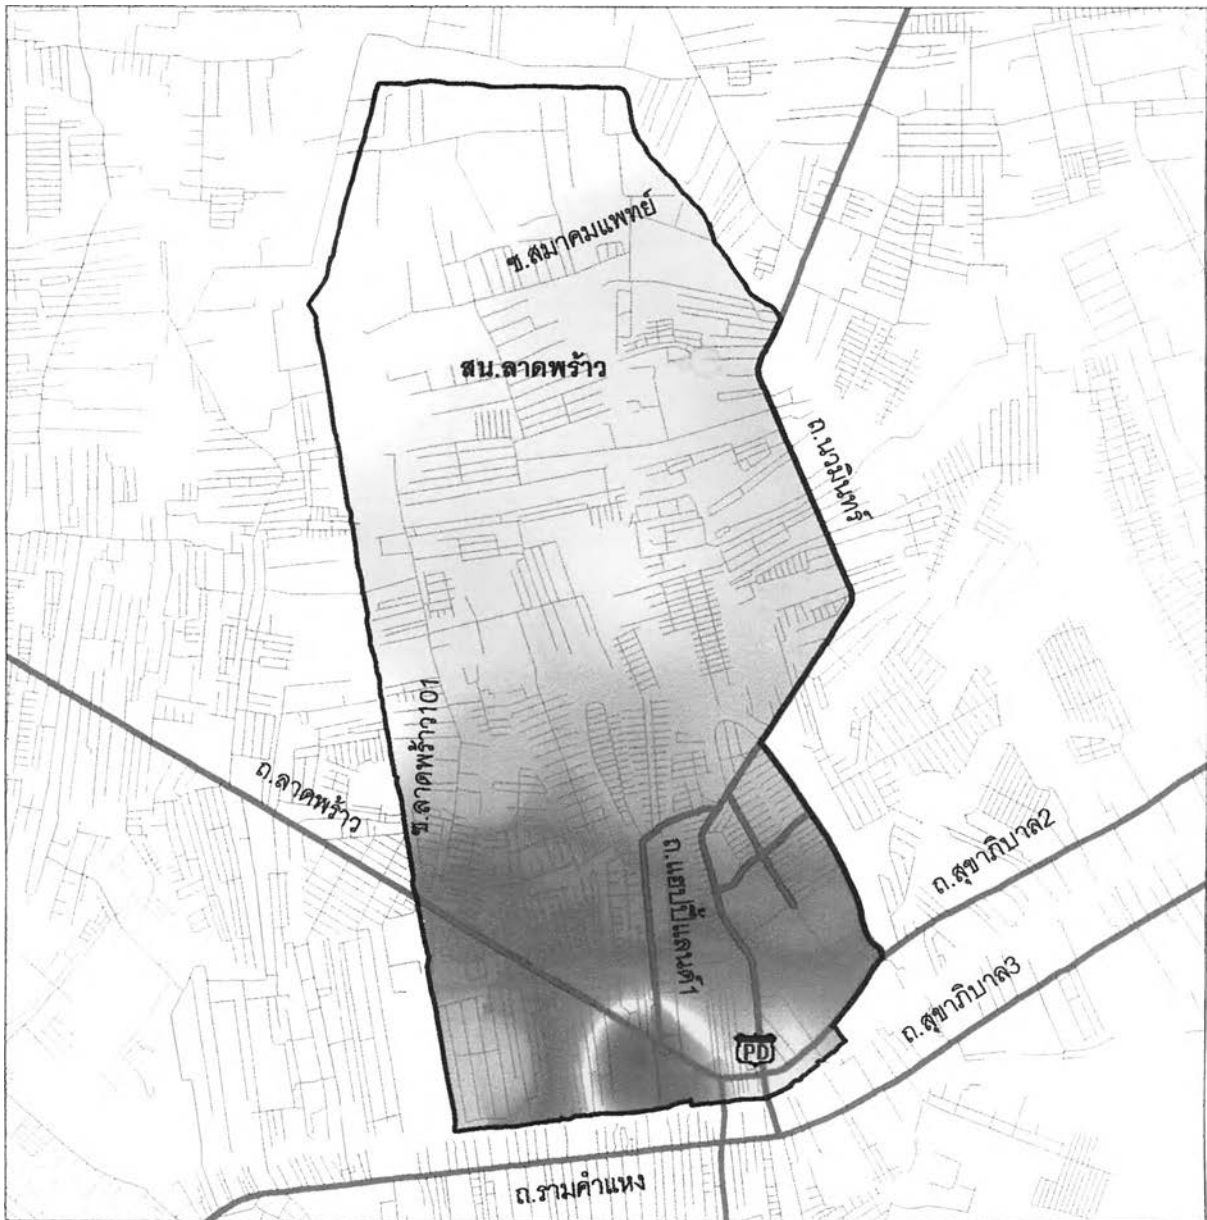 ซ.สมาคมแพทย์
สน.ลาดพร้าว
ถ.นวมินทร์
ซ.ลาดพร้าว101
ถ.ลาดพร้าว
ถ.แฮปปี้แลนด์1
ถ.สุขาภิบาล2
ถ.สุขาภิบาล3
PD
ถ.รามคำแหง